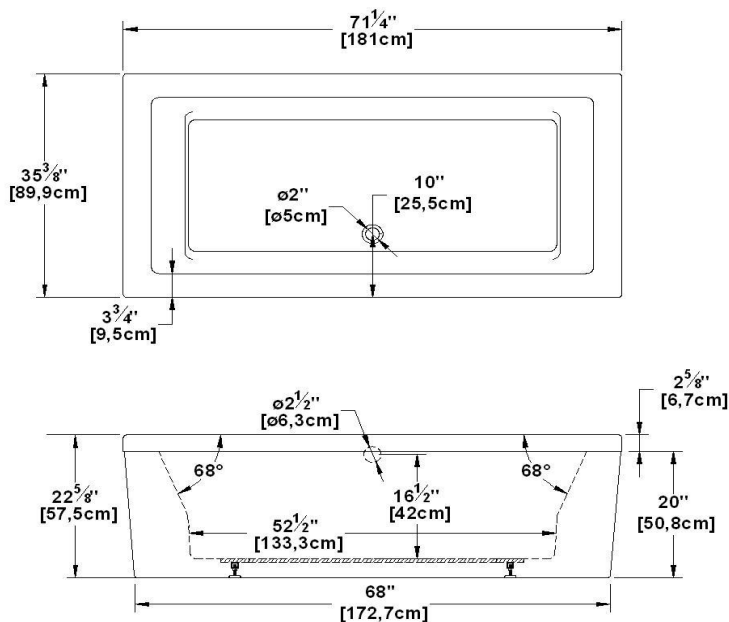 71¼"
[181cm]
35⅜"
[89,9cm]
ø2"
[ø5cm]
10"
[25,5cm]
3¾"
[9,5cm]
ø2½"
[ø6,3cm]
2⅝"
[6,7cm]
68°
68°
22⅝"
[57,5cm]
16½"
[42cm]
20"
[50,8cm]
52½"
[133,3cm]
68"
[172,7cm]